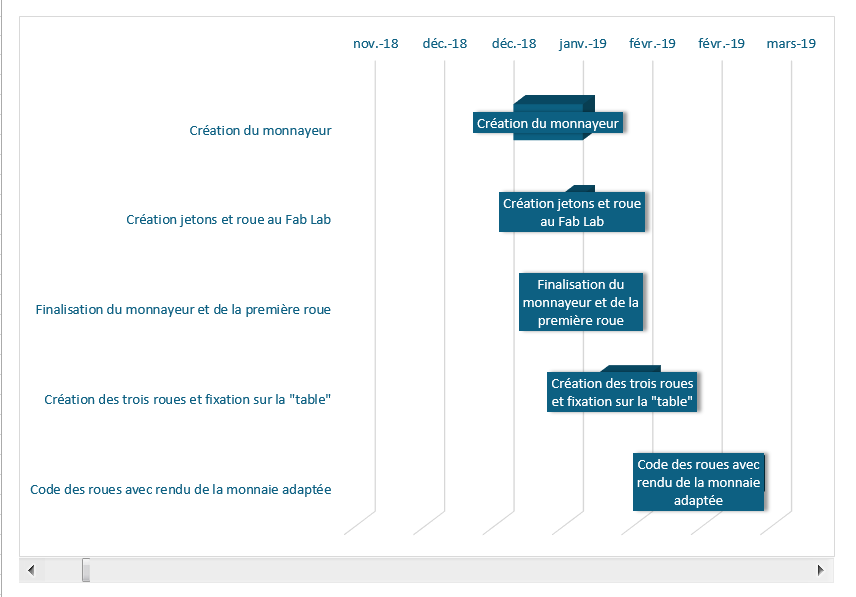 nov.-18 déc.-18 déc.-18 janv.-19 févr.-19 févr.-19 mars-19
Création du monnayeur
Création du monnayeur
Création jetons et roue au Fab Lab
Création jetons et roue
au Fab Lab
Finalisation du monnayeur et de la première roue
Finalisation du
monnayeur et de la
première roue
Création des trois roues et fixation sur la "table"
Création des trois roues
et fixation sur la "table"
Code des roues avec rendu de la monnaie adaptée
Code des roues avec
rendu de la monnaie
adaptée